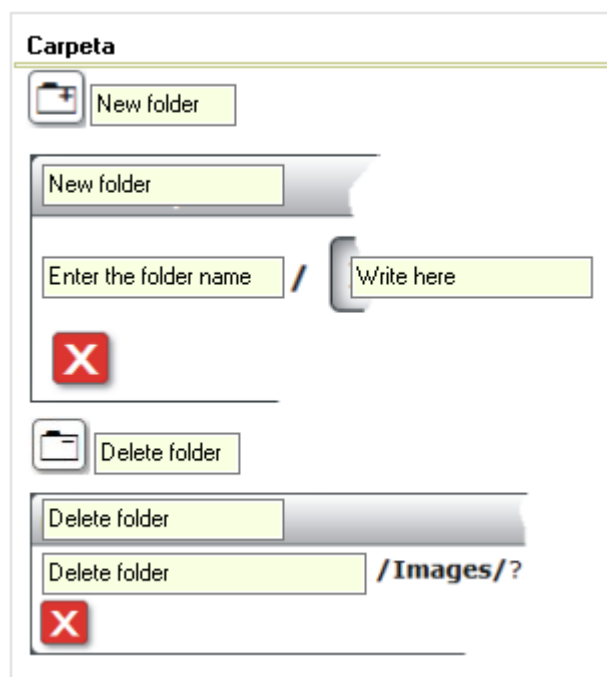 Carpeta
New folder
New folder
Enter the folder name / Write here
X
Delete folder
Delete folder
Delete folder /Images/?
X